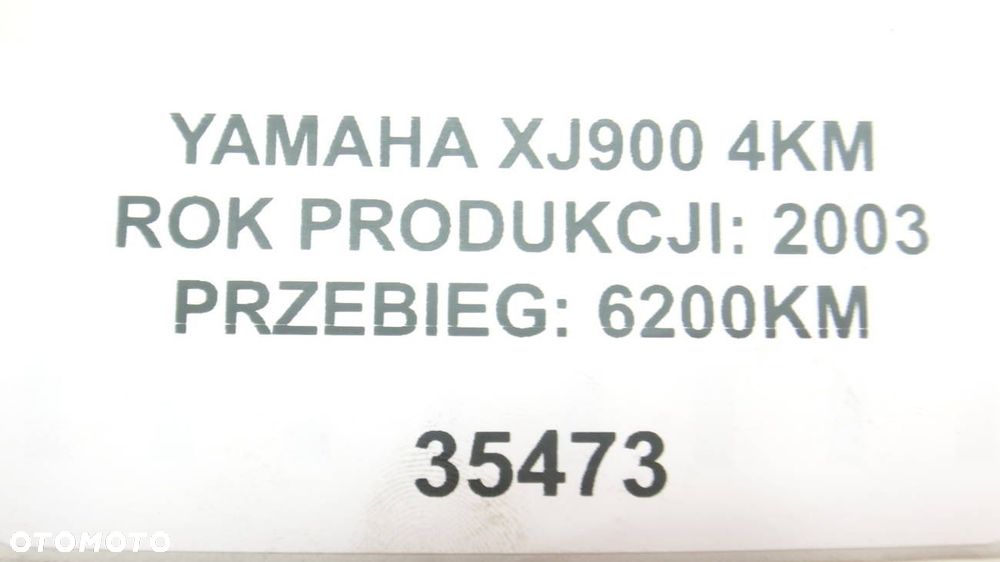 YAMAHA XJ900 4KM
ROK PRODUKCJI: 2003
PRZEBIEG: 6200KM
35473
OTOMOTO